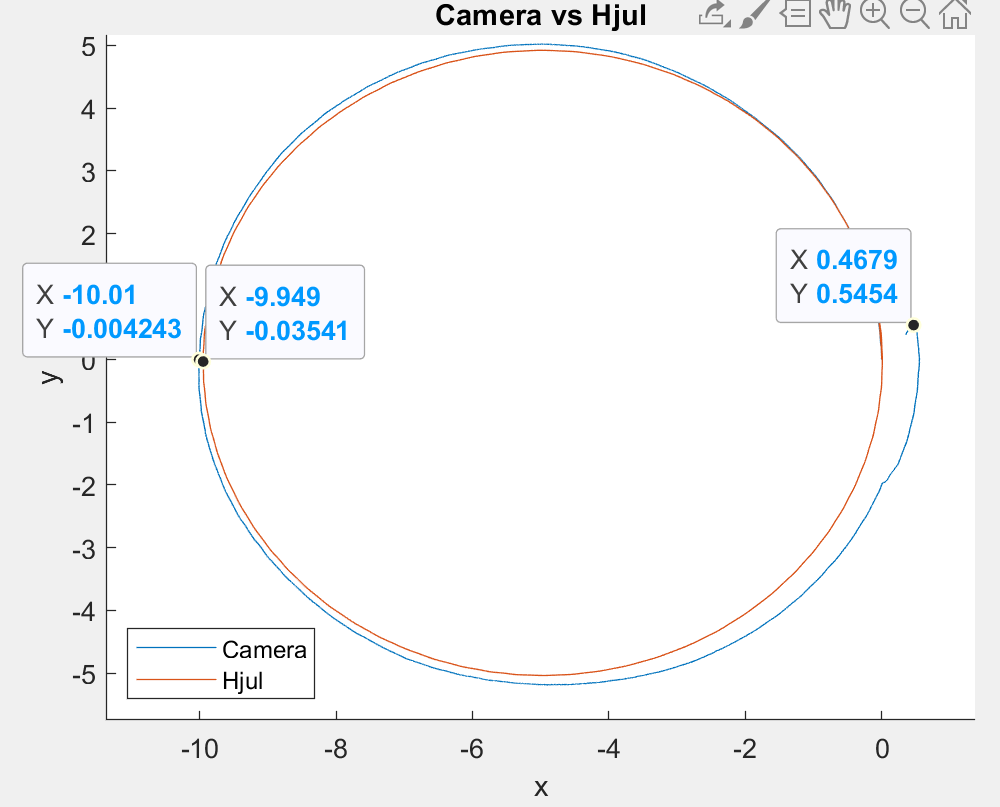 Camera vs Hjul
5
4
3
2
X 0.4679
Y 0.5454
X -10.01
Y -0.004243
X -9.949
Y -0.03541
0
y
-1
-2
-3
-4
-5
Camera
Hjul
-10 -8 -6 -4 -2 0
x